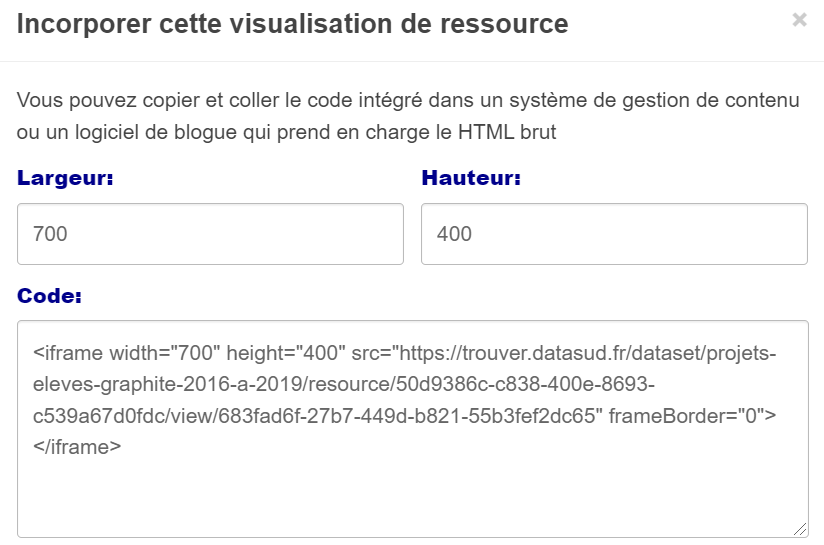 Incorporer cette visualisation de ressource
×
Vous pouvez copier et coller le code intégré dans un système de gestion de contenu
ou un logiciel de blogue qui prend en charge le HTML brut
Largeur:
Hauteur:
700
400
Code:
<iframe width="700" height="400" src="https://trouver.datasud.fr/dataset/projets-
eleves-graphite-2016-a-2019/resource/50d9386c-c838-400e-8693-
c539a67d0fdc/view/683fad6f-27b7-449d-b821-55b3fef2dc65" frameBorder="0">
</iframe>